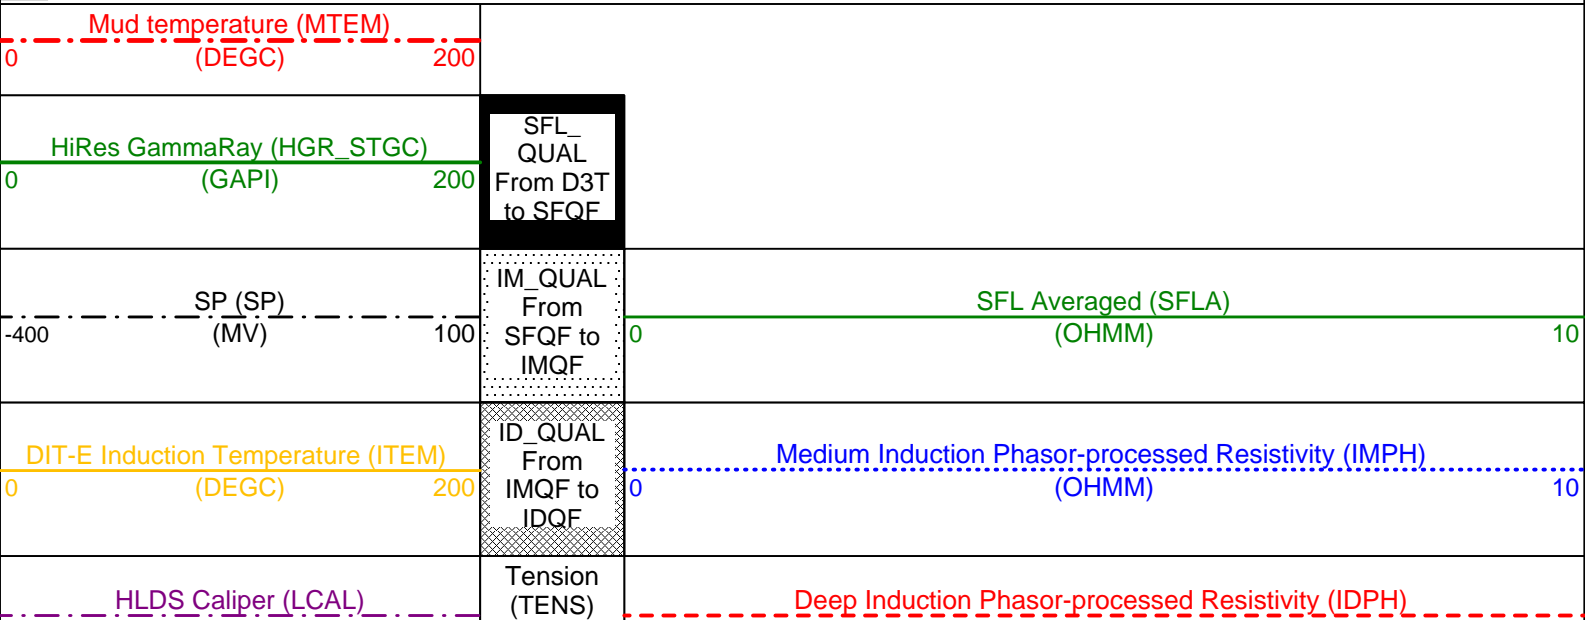 Mud temperature (MTEM)
0 (DEGC) 200
HiRes GammaRay (HGR_STGC)
0 (GAPI) 200
SFL_
QUAL
From D3T
to SFQF
SP (SP)
-400 (MV) 100
IM_QUAL
From
SFQF to
IMQF
SFL Averaged (SFLA)
0 (OHMM) 10
DIT-E Induction Temperature (ITEM)
0 (DEGC) 200
ID_QUAL
From
IMQF to
IDQF
Medium Induction Phasor-processed Resistivity (IMPH)
0 (OHMM) 10
HLDS Caliper (LCAL)
Tension
(TENS)
Deep Induction Phasor-processed Resistivity (IDPH)